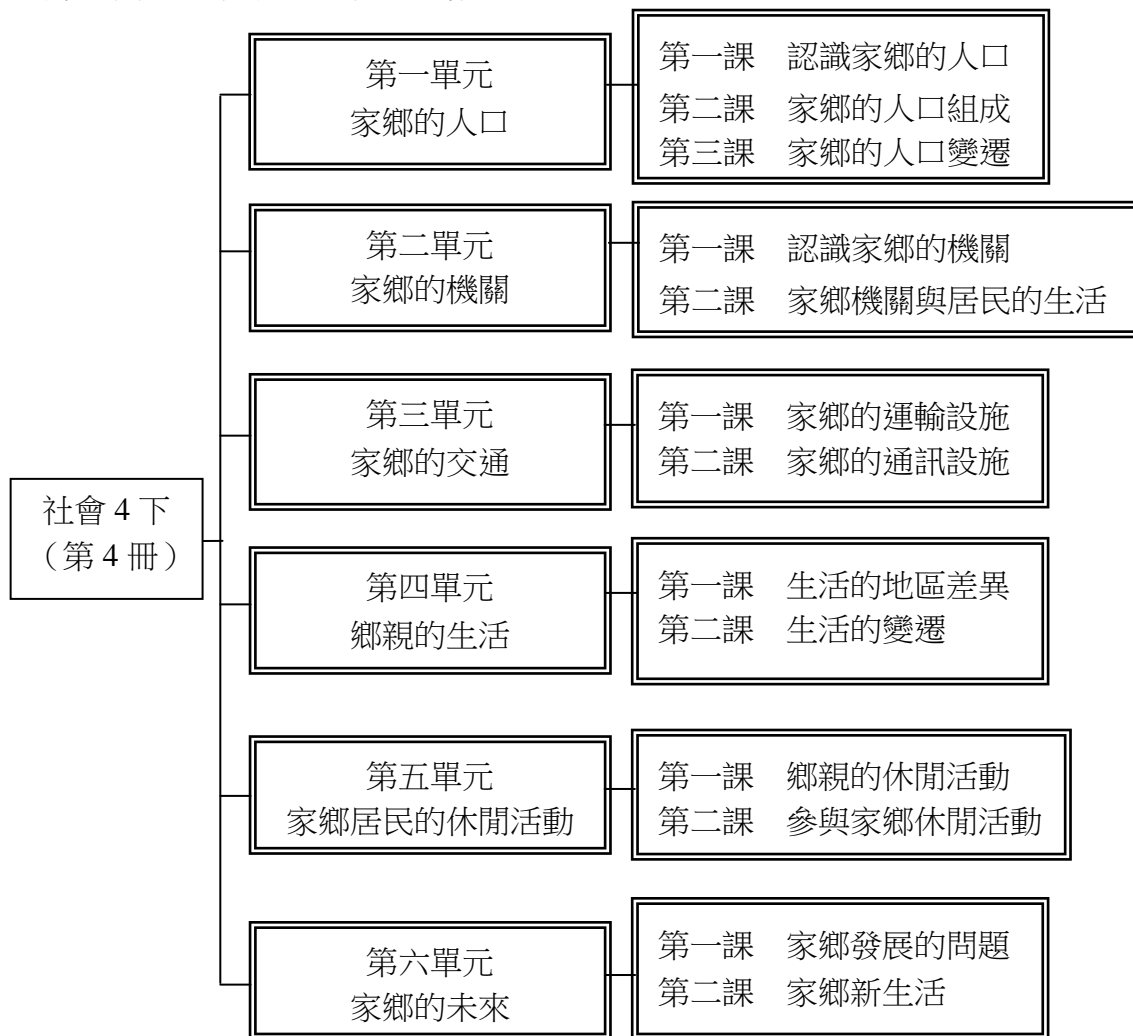 第一單元
家鄉的人口
第一課 認識家鄉的人口
第二課 家鄉的人口組成
第三課 家鄉的人口變遷
第二單元
家鄉的機關
第一課 認識家鄉的機關
第二課 家鄉機關與居民的生活
第三單元
家鄉的交通
第一課 家鄉的運輸設施
第二課 家鄉的通訊設施
社會 4 下
（第 4 冊）
第四單元
鄉親的生活
第一課 生活的地區差異
第二課 生活的變遷
第五單元
家鄉居民的休閒活動
第一課 鄉親的休閒活動
第二課 參與家鄉休閒活動
第六單元
家鄉的未來
第一課 家鄉發展的問題
第二課 家鄉新生活